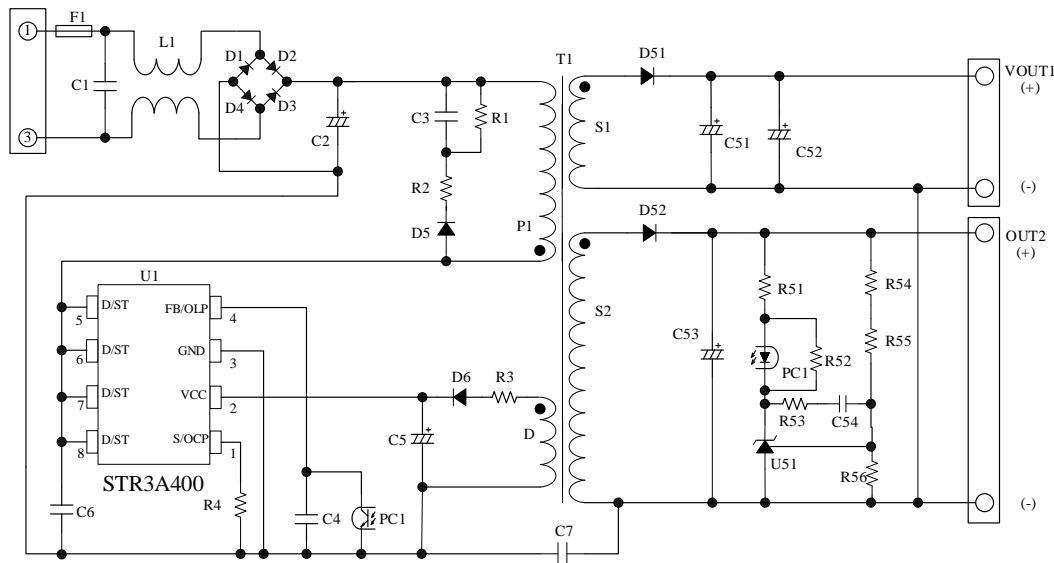 1
F1
L1
D1
D2
D4
D3
C1
C2
C3
R1
R2
D5
P1
T1
S1
D51
C51
C52
VOUT1
(+)
(-)
D52
S2
OUT2
(+)
R51
R54
C53
PC1
R52
R55
R53
C54
U51
R56
(-)
3
U1
D/ST
5
FB/OLP
4
D/ST
6
GND
3
D/ST
7
VCC
2
D/ST
8
S/OCP
1
STR3A400
D6
R3
C5
D
R4
C6
C4
PC1
C7